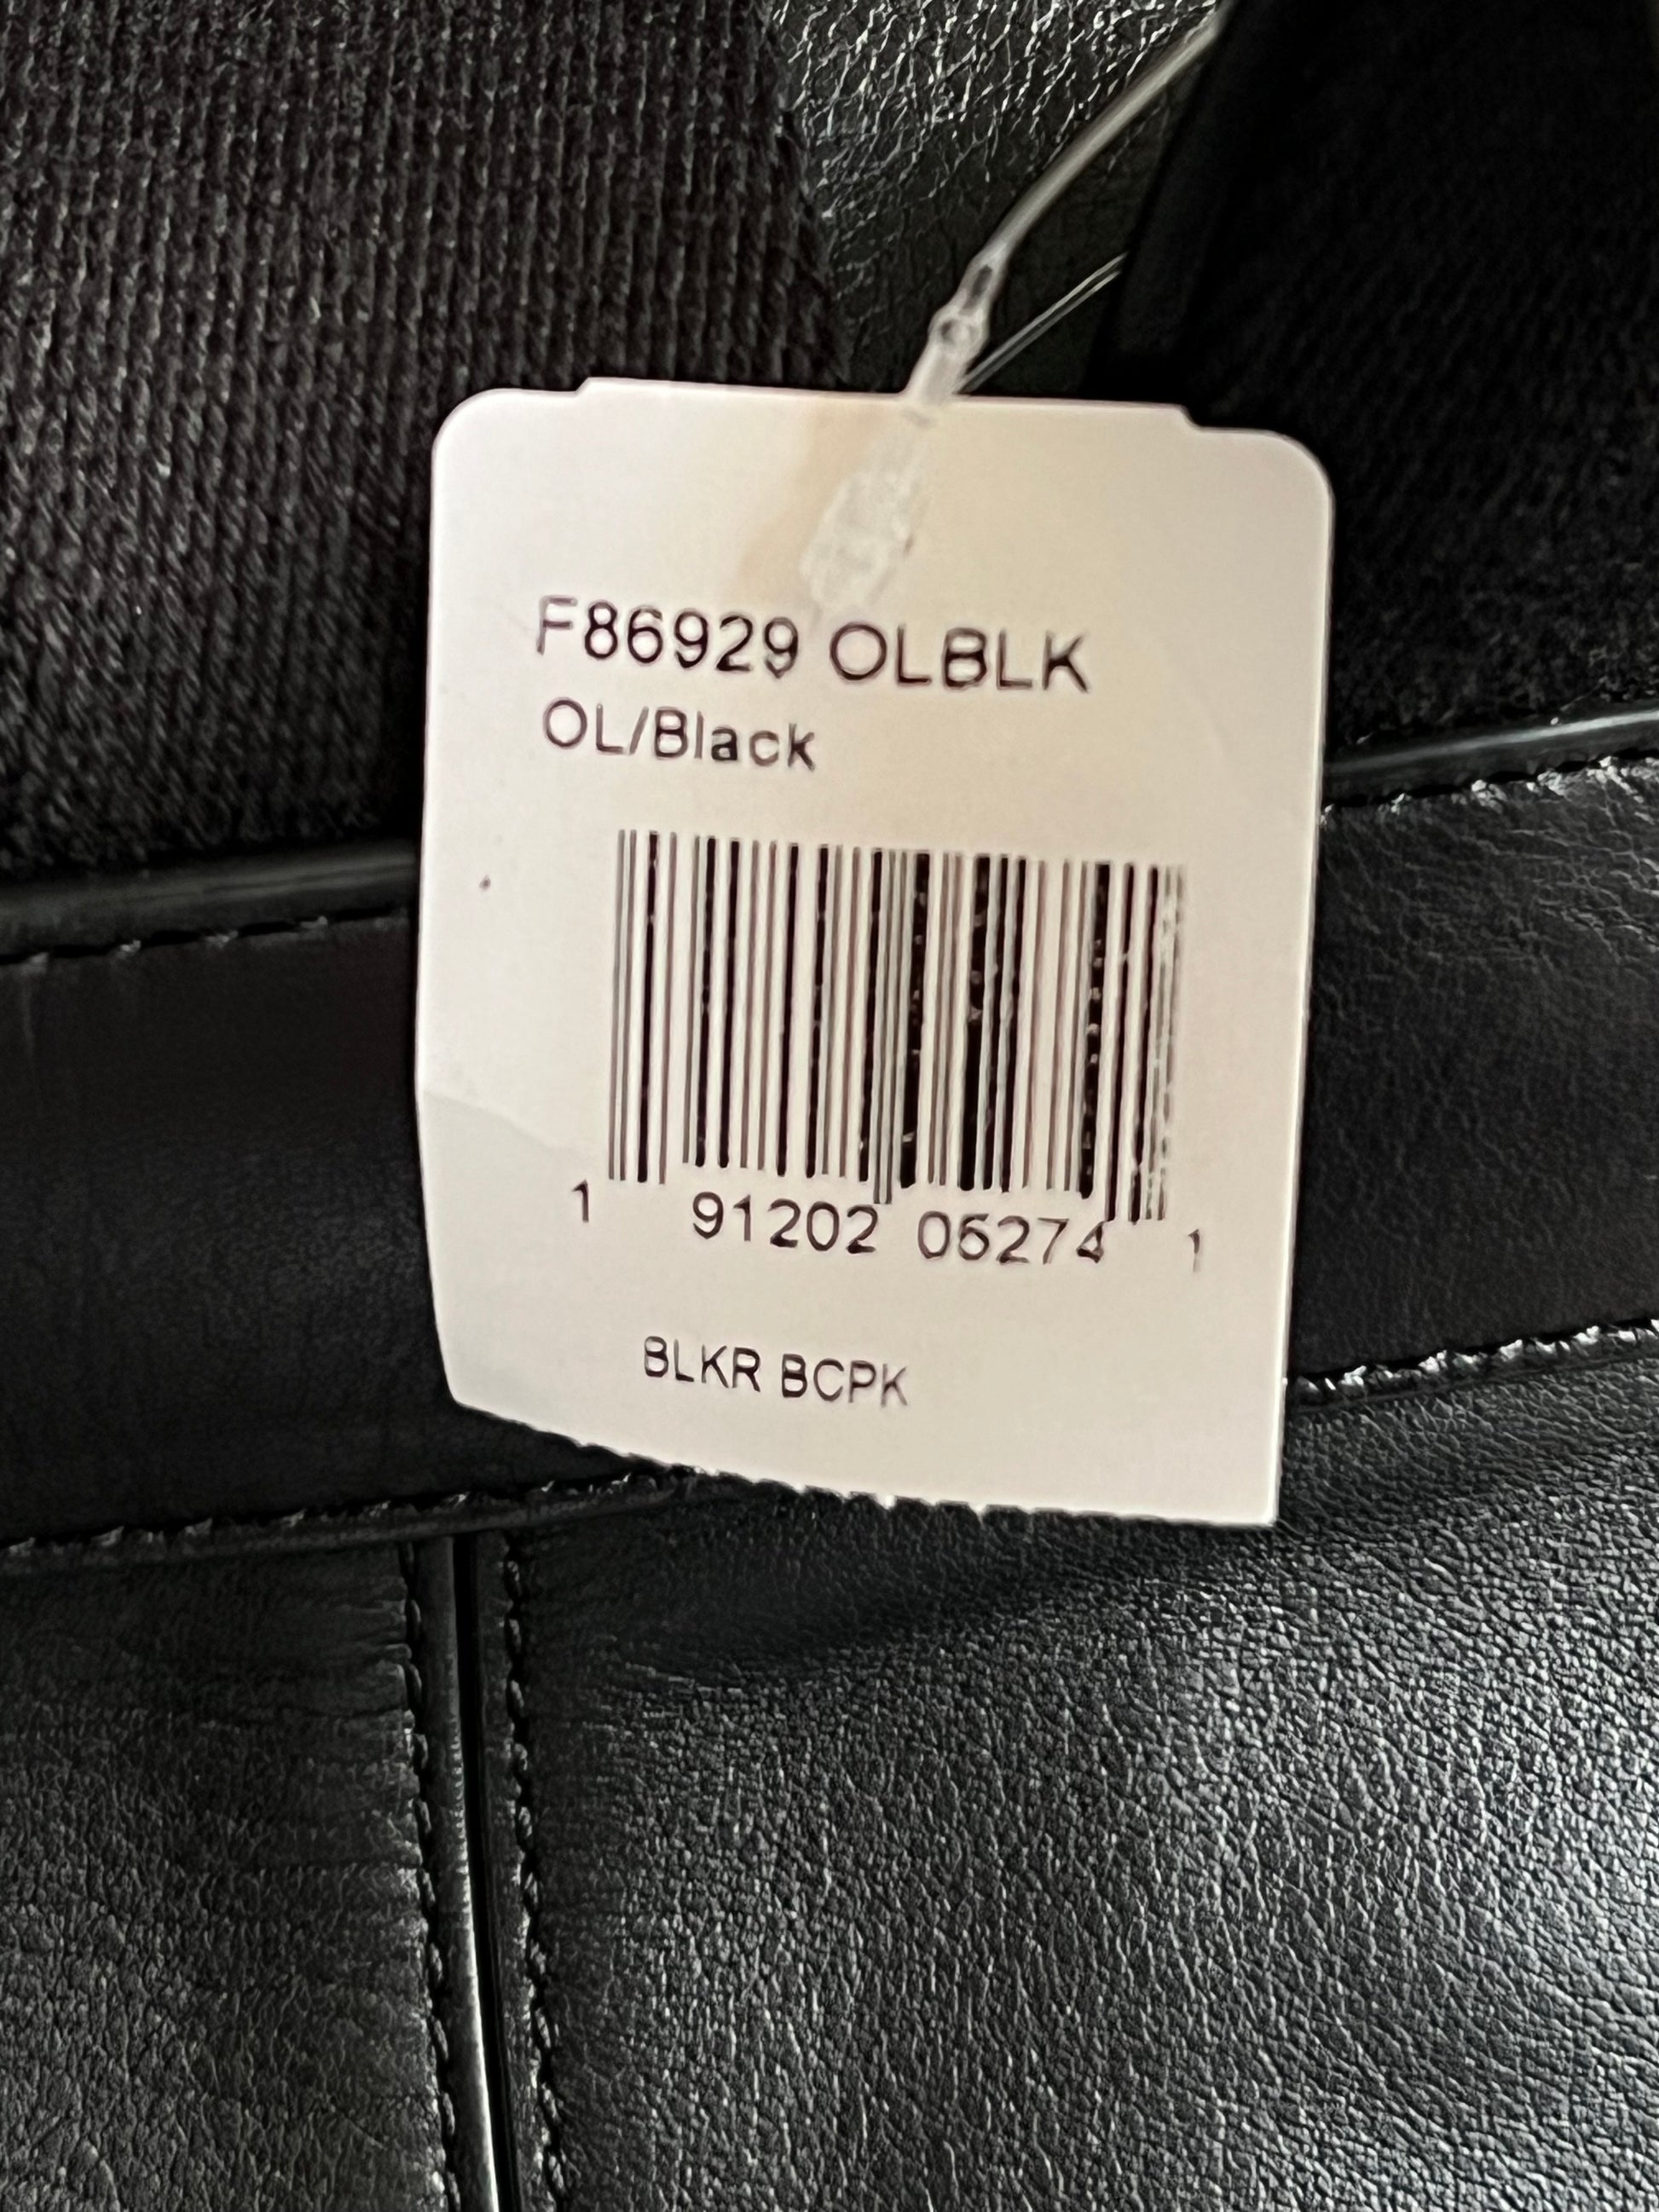 F86929 OLBLK
OL/Black
1 91202 06274 1
BLKR BCPK